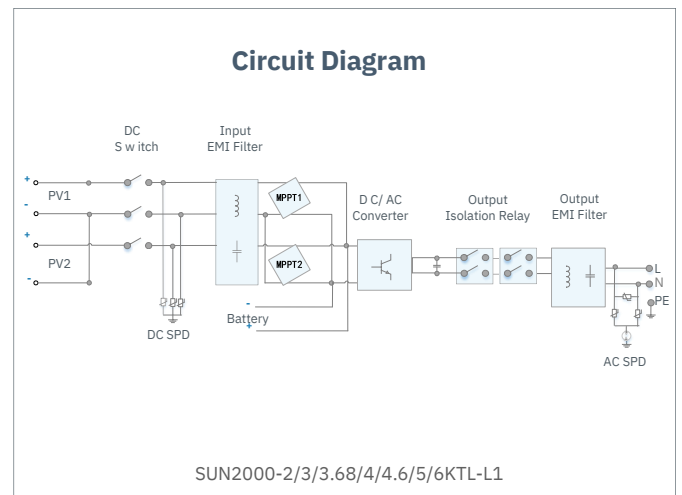 Circuit Diagram
DC
S w itch
Input
EMI Filter
+
PV1
-
+
PV2
-
MPPT1
MPPT2
D C/ AC
Converter
Output
Isolation Relay
Output
EMI Filter
L
N
PE
-
Battery
+
DC SPD
AC SPD
SUN2000-2/3/3.68/4/4.6/5/6KTL-L1